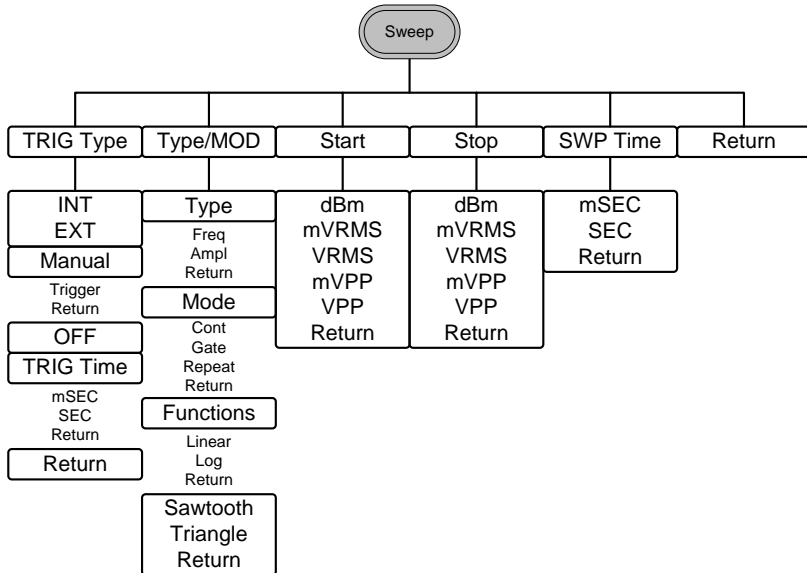 Sweep
TRIG Type
Type/MOD
Start
Stop
SWP Time
Return
INT
EXT
Manual
Trigger
Return
OFF
TRIG Time
mSEC
SEC
Return
Return
Type
Freq
Ampl
Return
Mode
Cont
Gate
Repeat
Return
Functions
Linear
Log
Return
Sawtooth
Triangle
Return
dBm
mVRMS
VRMS
mVPP
VPP
Return
dBm
mVRMS
VRMS
mVPP
VPP
Return
mSEC
SEC
Return